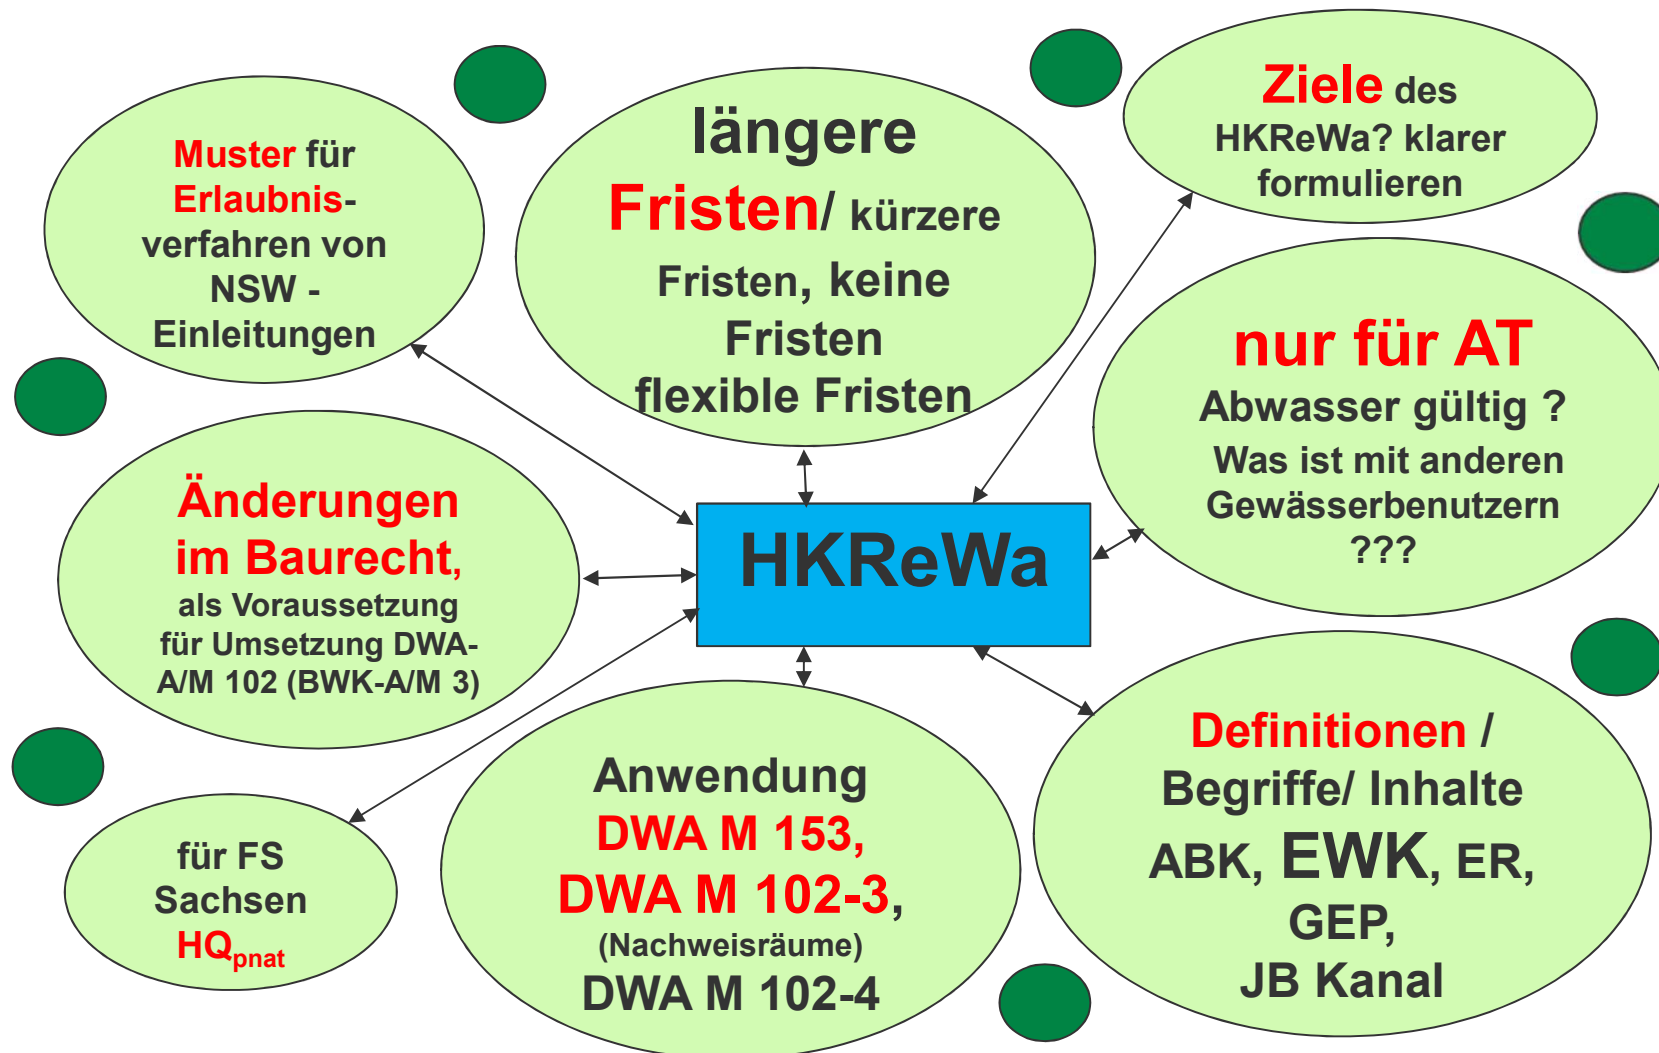 Muster für
Erlaubnis-
verfahren von
NSW -
Einleitungen
längere
Fristen/ kürzere
Fristen, keine
Fristen
flexible Fristen
Ziele des
HKReWa? klarer
formulieren
nur für AT
Abwasser gültig ?
Was ist mit anderen
Gewässerbenutzern
???
Änderungen
im Baurecht,
als Voraussetzung
für Umsetzung DWA-
A/M 102 (BWK-A/M 3)
HKReWa
für FS
Sachsen
HQpnat
Anwendung
DWA M 153,
DWA M 102-3,
(Nachweisräume)
DWA M 102-4
Definitionen /
Begriffe/ Inhalte
ABK, EWK, ER,
GEP,
JB Kanal